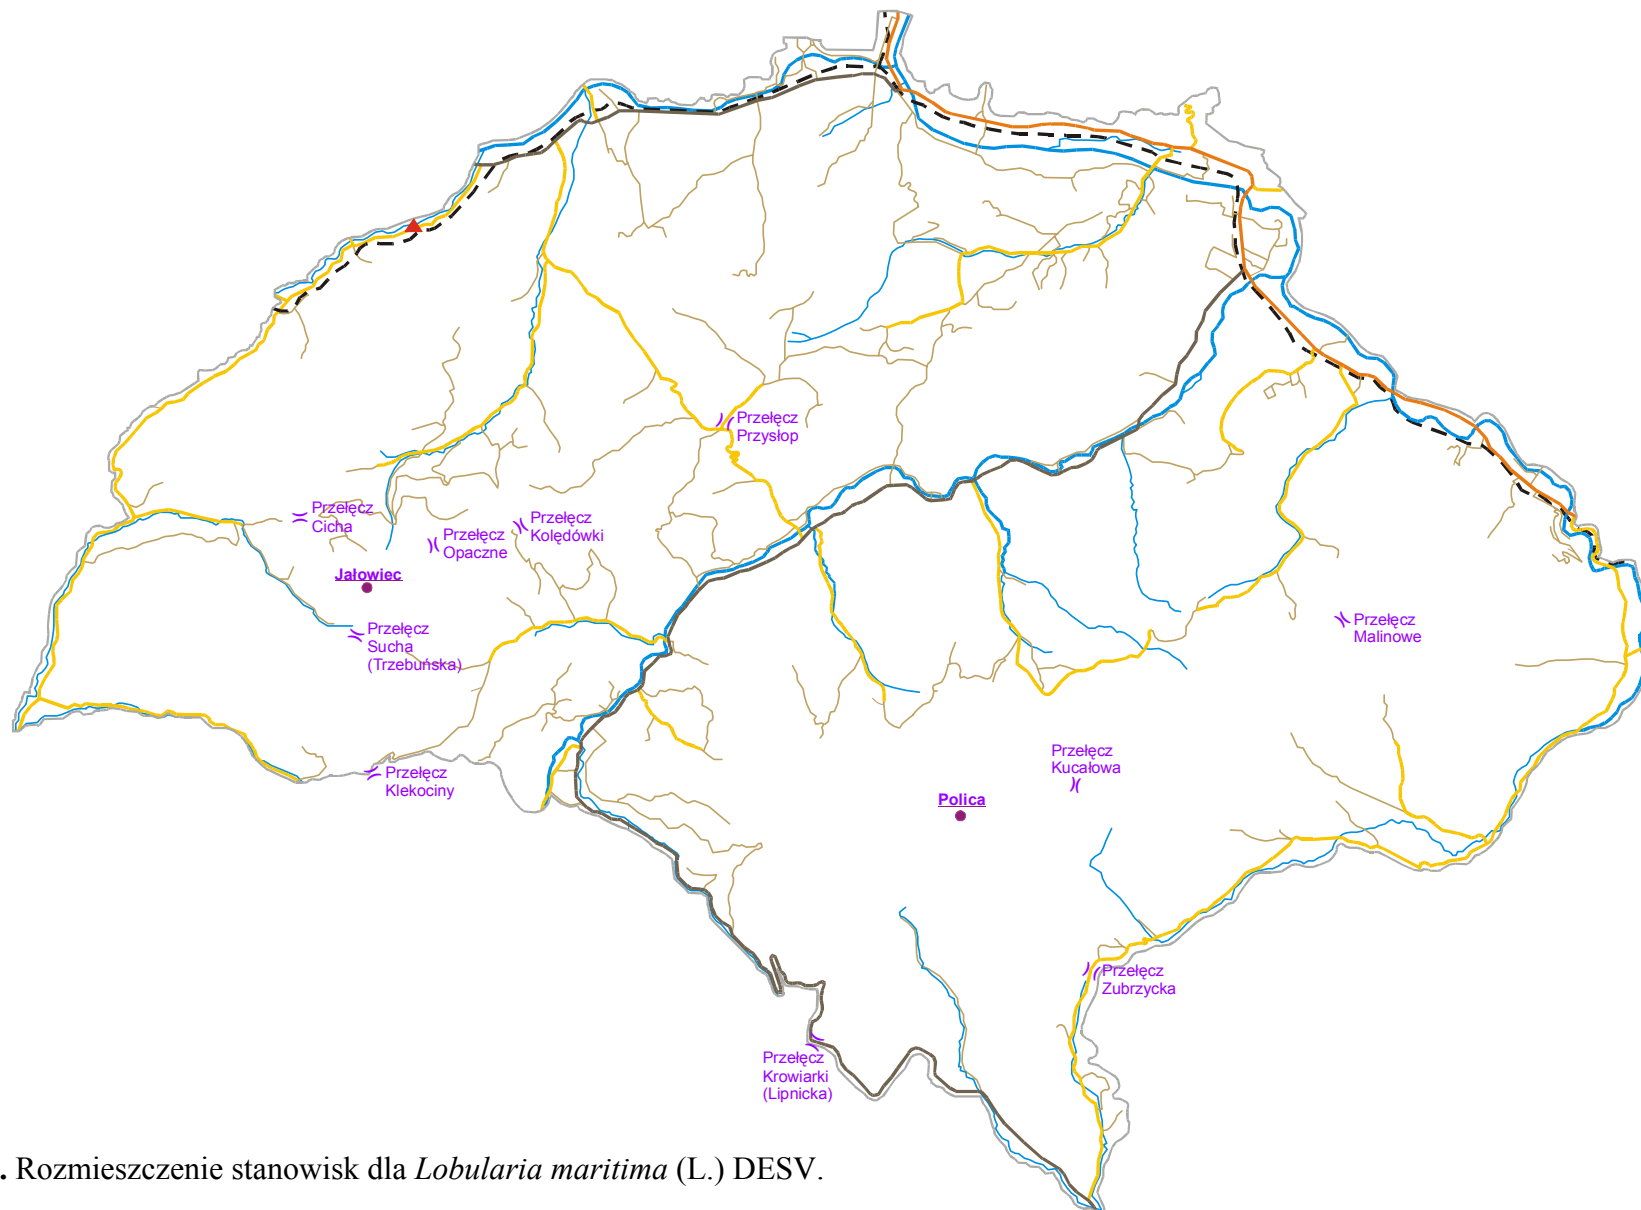 Przełęcz
Przysłop
Przełęcz
Cicha
Przełęcz
Kolędówki
Przełęcz
Opaczne
Jałowiec
Przełęcz
Sucha
(Trzebuńska)
Przełęcz
Malinowe
Przełęcz
Klekociny
Przełęcz
Kucałowa
Polica
Przełęcz
Zubrzycka
Przełęcz
Krowiarki
(Lipnicka)
. Rozmieszczenie stanowisk dla Lobularia maritima (L.) DESV.